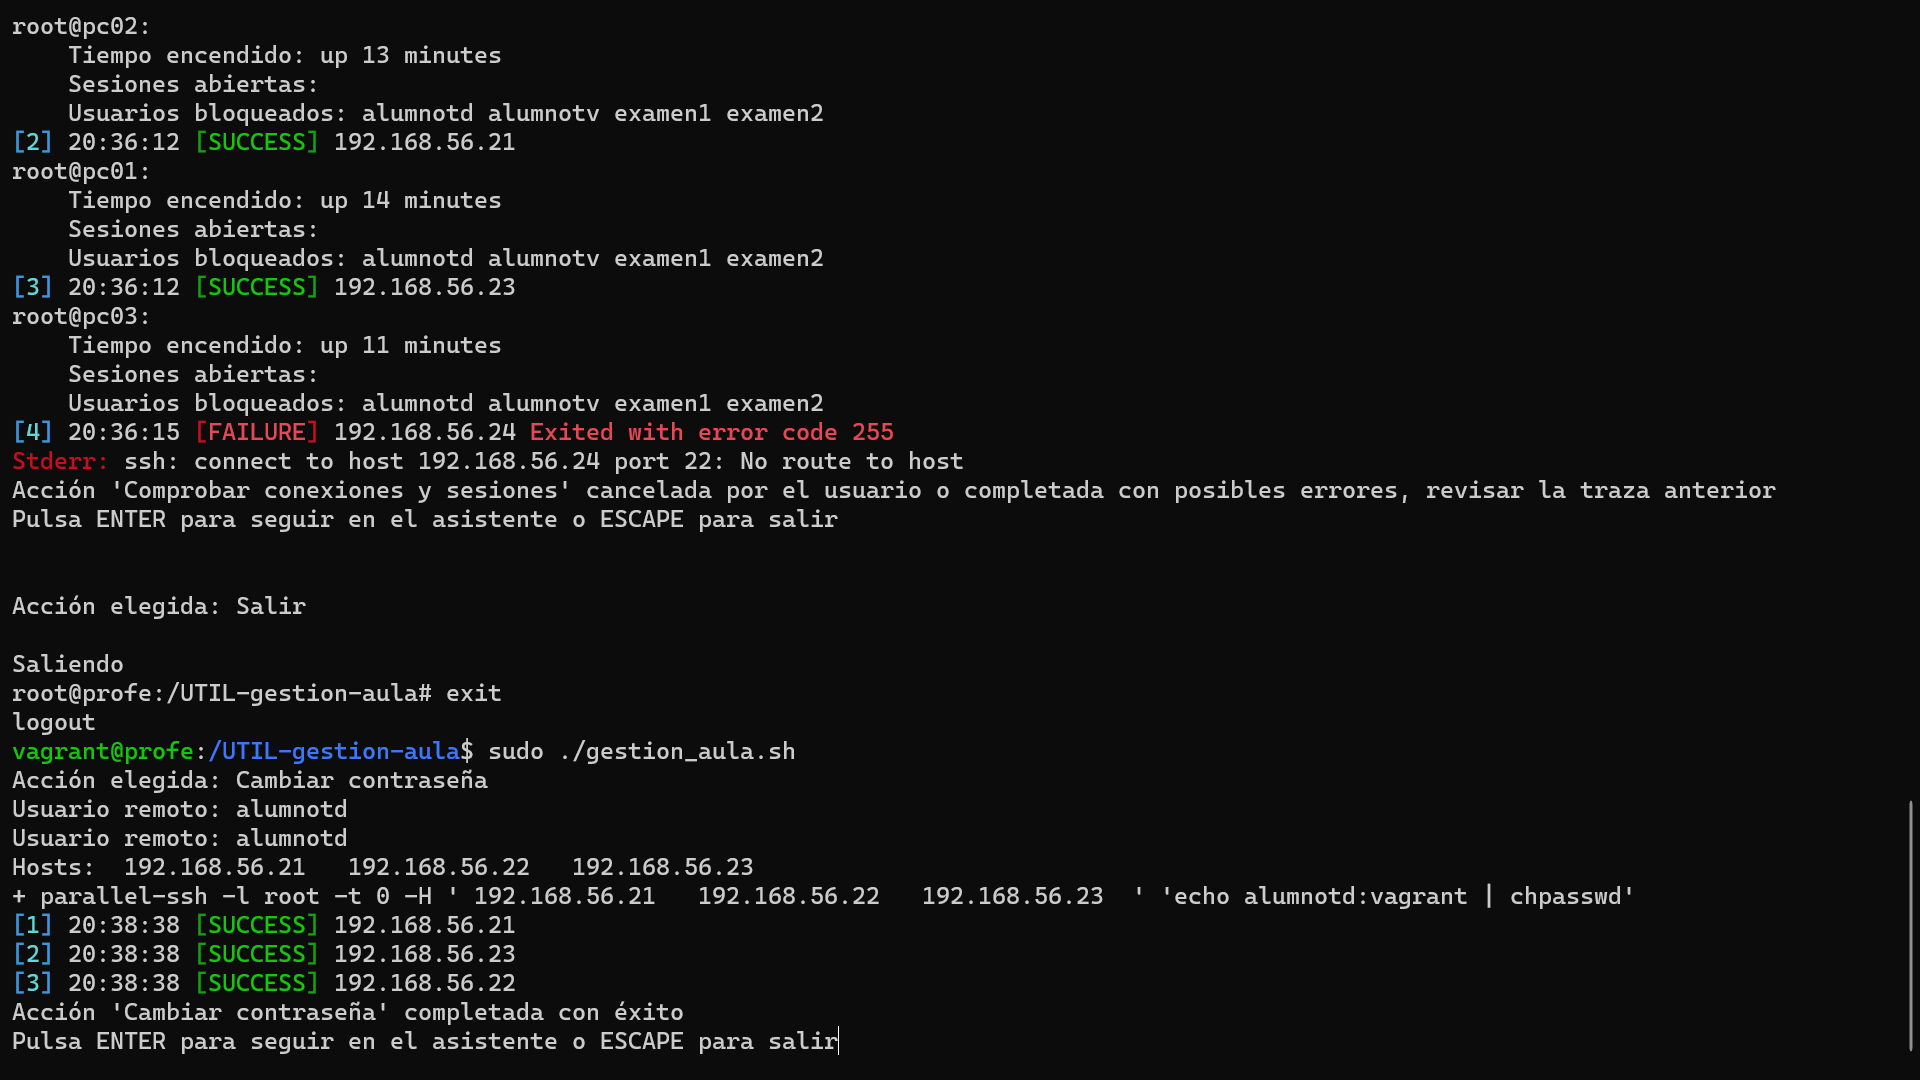 root@pc02:
    Tiempo encendido: up 13 minutes
    Sesiones abiertas:
    Usuarios bloqueados: alumnotd alumnotv examen1 examen2
[2] 20:36:12 [SUCCESS] 192.168.56.21
root@pc01:
    Tiempo encendido: up 14 minutes
    Sesiones abiertas:
    Usuarios bloqueados: alumnotd alumnotv examen1 examen2
[3] 20:36:12 [SUCCESS] 192.168.56.23
root@pc03:
    Tiempo encendido: up 11 minutes
    Sesiones abiertas:
    Usuarios bloqueados: alumnotd alumnotv examen1 examen2
[4] 20:36:15 [FAILURE] 192.168.56.24 Exited with error code 255
Stderr: ssh: connect to host 192.168.56.24 port 22: No route to host
Acción 'Comprobar conexiones y sesiones' cancelada por el usuario o completada con posibles errores, revisar la traza anterior
Pulsa ENTER para seguir en el asistente o ESCAPE para salir
Acción elegida: Salir
Saliendo
root@profe:/UTIL-gestion-aula# exit
logout
vagrant@profe:/UTIL-gestion-aula$ sudo ./gestion_aula.sh
Acción elegida: Cambiar contraseña
Usuario remoto: alumnotd
Usuario remoto: alumnotd
Hosts:  192.168.56.21   192.168.56.22   192.168.56.23
+ parallel-ssh -l root -t 0 -H ' 192.168.56.21   192.168.56.22   192.168.56.23  ' 'echo alumnotd:vagrant | chpasswd'
[1] 20:38:38 [SUCCESS] 192.168.56.21
[2] 20:38:38 [SUCCESS] 192.168.56.23
[3] 20:38:38 [SUCCESS] 192.168.56.22
Acción 'Cambiar contraseña' completada con éxito
Pulsa ENTER para seguir en el asistente o ESCAPE para salir